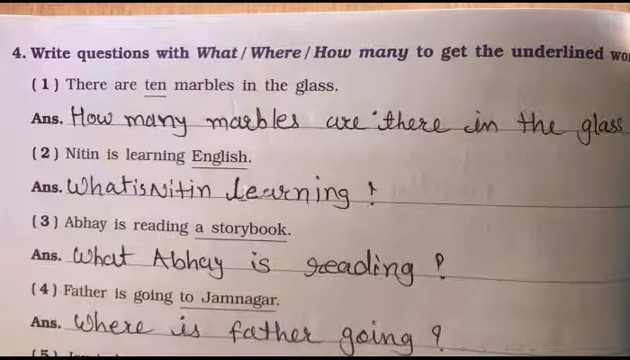 4. Write questions with What/Where/How many to get the underlined
(1) There are ten marbles in the glass.
Ans. How many marbles are there in the glass
(2) Nitin is learning English.
Ans. What is Nitin learning ?
(3) Abhay is reading a storybook.
Ans. What Abhay is reading ?
(4) Father is going to Jamnagar.
Ans. Where is father going ?